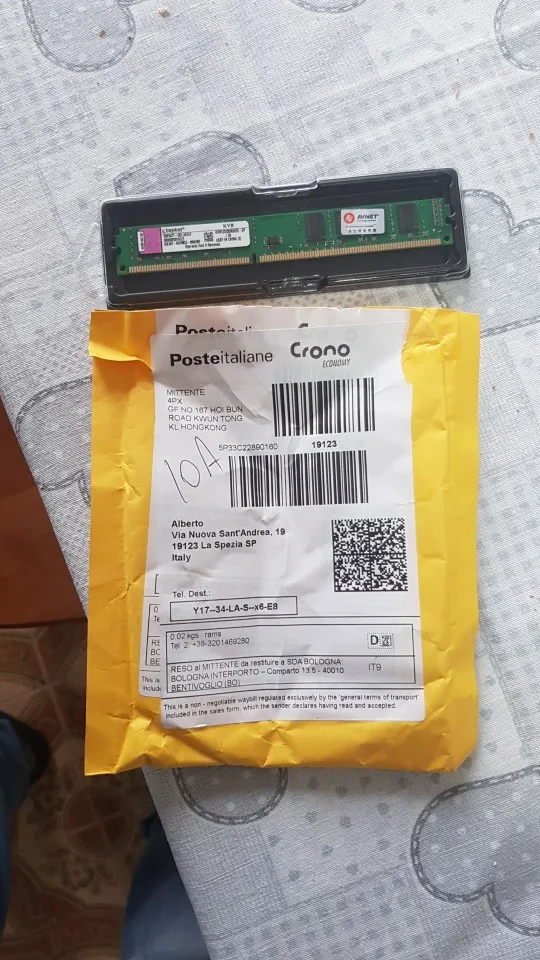 Kingston
KVR
Warranty Void If Removed
AVNET
Posteitaliane Crono
ECONOMY
MITTENTE
4PX
GF NO 167 HOI BUN
ROAD KWUN TONG
KL HONGKONG
5P33C22890160 19123
10A
Alberto
Via Nuova Sant'Andrea, 19
19123 La Spezia SP
Italy
Tel. Dest.:
Y17--34-LA-S--x6-E8
0.02 kgs rams
Tel 2: +39-3201469280
D
RESO al MITTENTE da restituire a SDA BOLOGNA:
BOLOGNA INTERPORTO – Comparto 13.5 - 40010
BENTIVOGLIO (BO)
IT9
This is a non - negotiable waybill regulated exclusively by the 'general terms of transport'
included in the sales form, which the sender declares having read and accepted.